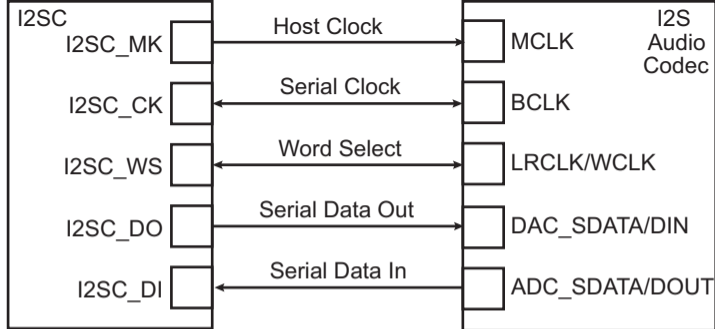 I2SC
I2S
Audio
Codec
I2SC_MK
Host Clock
MCLK
I2SC_CK
Serial Clock
BCLK
I2SC_WS
Word Select
LRCLK/WCLK
I2SC_DO
Serial Data Out
DAC_SDATA/DIN
I2SC_DI
Serial Data In
ADC_SDATA/DOUT